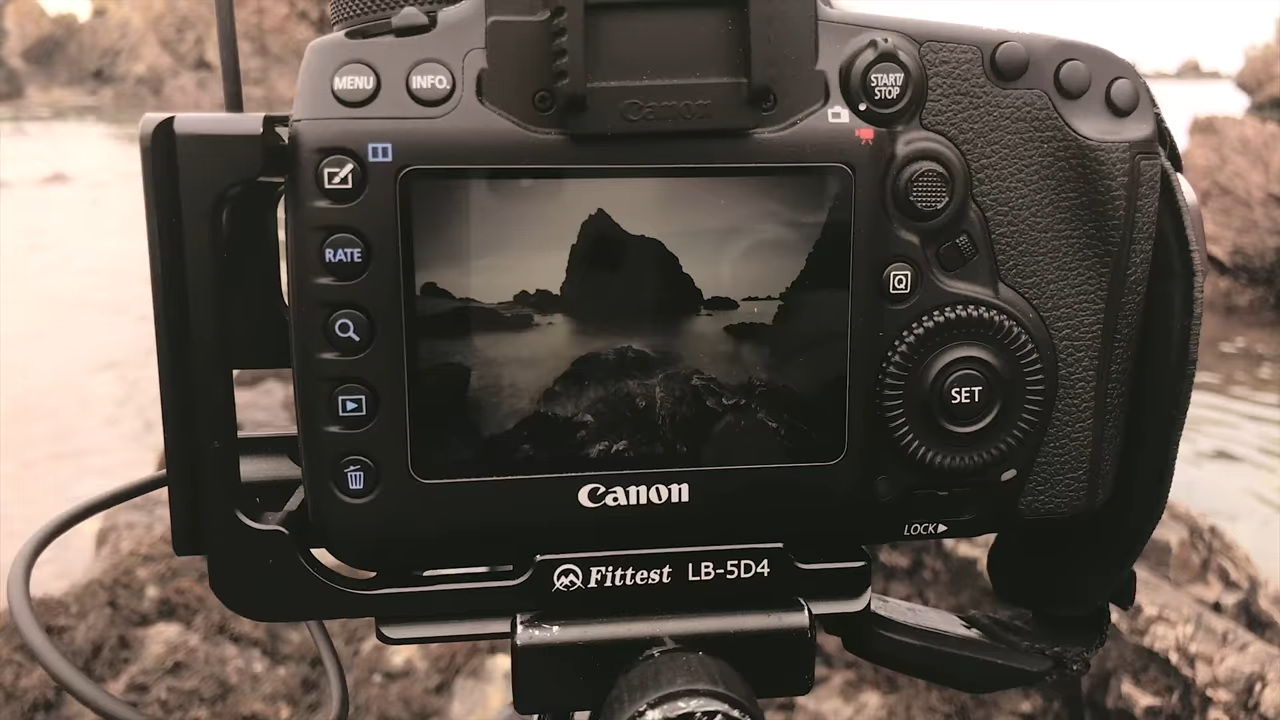 MENU
INFO.
Canon
START/
STOP
RATE
Q
SET
Canon
LOCK▶
Fittest LB-5D4